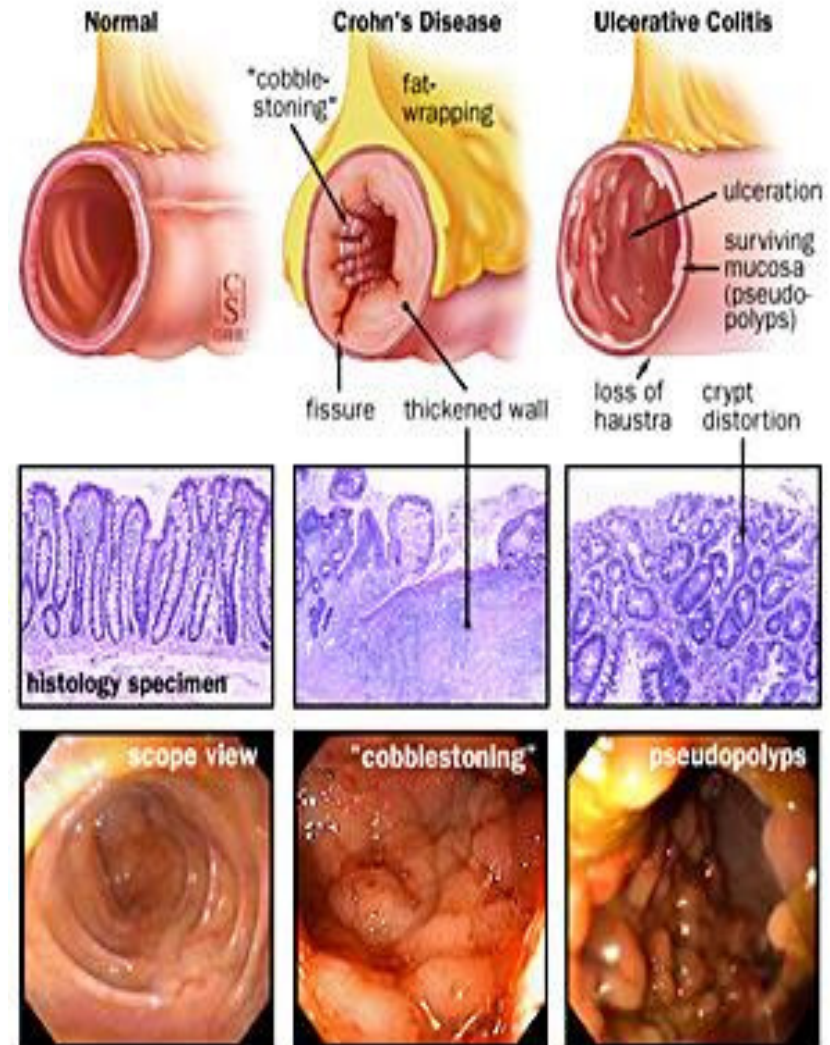 Normal
Crohn's Disease
Ulcerative Colitis
"cobble-
stoning"
fat-
wrapping
ulceration
surviving
mucosa
(pseudo-
polyps)
fissure
thickened wall
loss of
haustra
crypt
distortion
histology specimen
scope view
"cobblestoning"
pseudopolyps